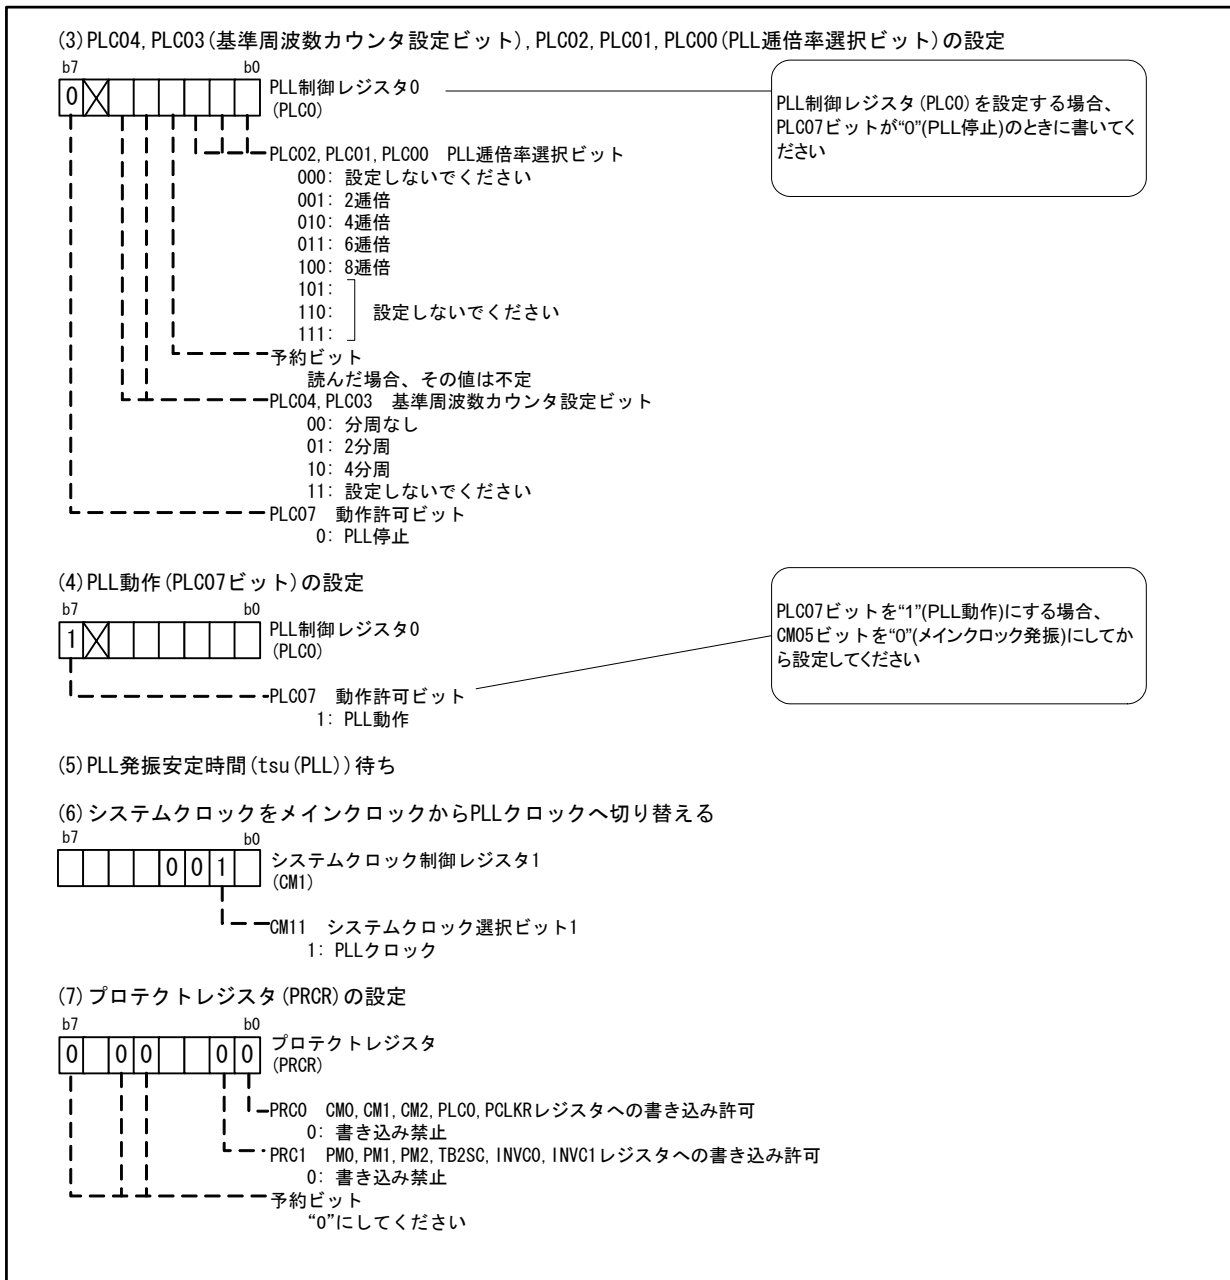 (3)PLC04,PLC03(基準周波数カウンタ設定ビット),PLC02,PLC01,PLC00(PLL逓倍率選択ビット)の設定
b7 b0
0
PLL制御レジスタ0
(PLC0)
PLL制御レジスタ(PLC0)を設定する場合、
PLC07ビットが“0”(PLL停止)のときに書いてく
ださい
PLC02,PLC01,PLC00 PLL逓倍率選択ビット
000: 設定しないでください
001: 2逓倍
010: 4逓倍
011: 6逓倍
100: 8逓倍
101:
110: 設定しないでください
111:
予約ビット
読んだ場合、その値は不定
PLC04,PLC03 基準周波数カウンタ設定ビット
00: 分周なし
01: 2分周
10: 4分周
11: 設定しないでください
PLC07 動作許可ビット
0: PLL停止
(4)PLL動作(PLC07ビット)の設定
b7 b0
1
PLL制御レジスタ0
(PLC0)
PLC07ビットを“1”(PLL動作)にする場合、
CM05ビットを“0”(メインクロック発振)にしてか
ら設定してください
PLC07 動作許可ビット
1: PLL動作
(5)PLL発振安定時間(tsu(PLL))待ち
(6)システムクロックをメインクロックからPLLクロックへ切り替える
b7 b0
0 0 1
システムクロック制御レジスタ1
(CM1)
CM11 システムクロック選択ビット1
1: PLLクロック
(7)プロテクトレジスタ(PRCR)の設定
b7 b0
0 0 0 0 0
プロテクトレジスタ
(PRCR)
PRC0 CM0,CM1,CM2,PLC0,PCLKRレジスタへの書き込み許可
0: 書き込み禁止
PRC1 PM0,PM1,PM2,TB2SC,INVC0,INVC1レジスタへの書き込み許可
0: 書き込み禁止
予約ビット
“0”にしてください